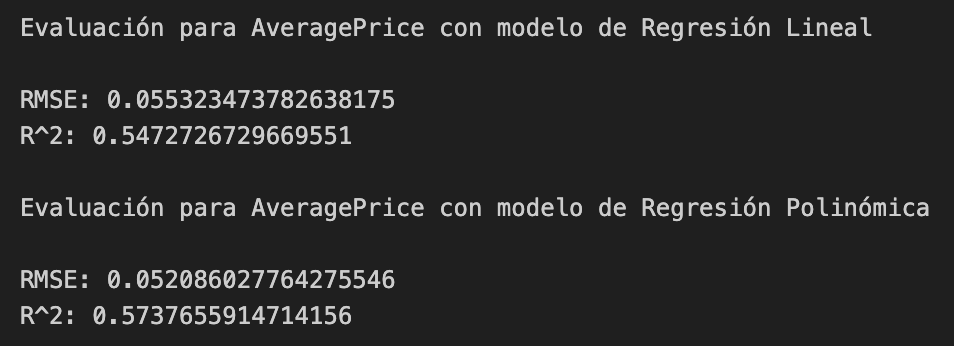 Evaluación para AveragePrice con modelo de Regresión Lineal
RMSE: 0.055323473782638175
R^2: 0.5472726729669551
Evaluación para AveragePrice con modelo de Regresión Polinómica
RMSE: 0.052086027764275546
R^2: 0.5737655914714156